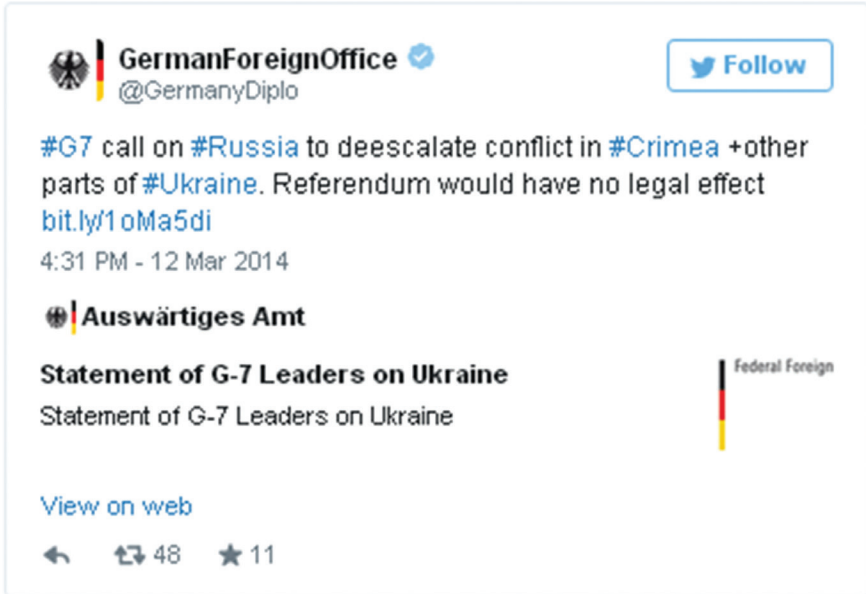 GermanForeignOffice
@GermanyDiplo
Follow
#G7 call on #Russia to deescalate conflict in #Crimea +other
parts of #Ukraine. Referendum would have no legal effect
bit.ly/1oMa5di
4:31 PM - 12 Mar 2014
Auswärtiges Amt
Statement of G-7 Leaders on Ukraine
Statement of G-7 Leaders on Ukraine
Federal Foreign
View on web
48
11